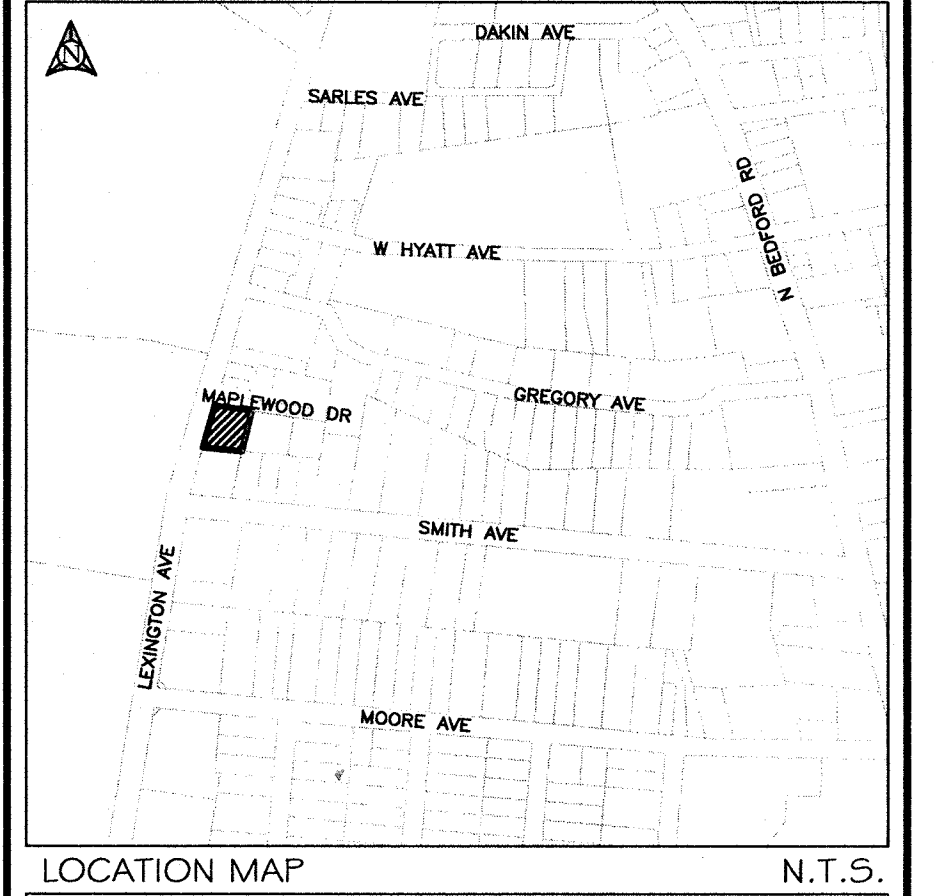 N
DAKIN AVE
SARLES AVE
N BEDFORD RD
W HYATT AVE
GREGORY AVE
MAPLEWOOD DR
SMITH AVE
LEXINGTON AVE
MOORE AVE
LOCATION MAP
N.T.S.